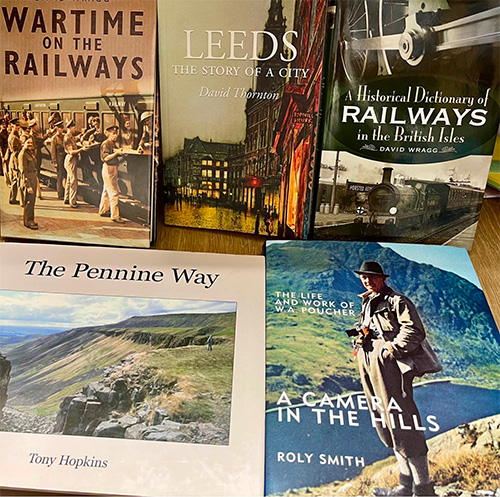 WARTIME
ON THE
RAILWAYS
LEEDS
THE STORY OF A CITY
David Thornton
A Historical Dictionary of
RAILWAYS
in the British Isles
DAVID WRAGG
The Pennine Way
Tony Hopkins
THE LIFE
AND WORK OF
W.A. POUCHER
A CAMERA
IN THE HILLS
ROLY SMITH